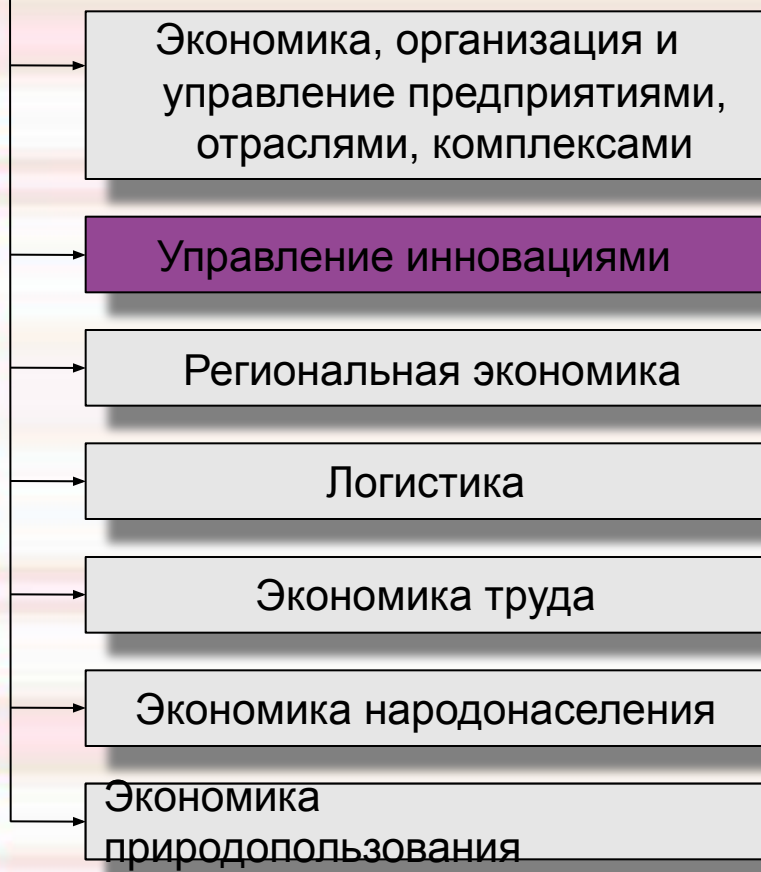 Экономика, организация и
управление предприятиями,
отраслями, комплексами
Управление инновациями
Региональная экономика
Логистика
Экономика труда
Экономика народонаселения
Экономика
природопользования